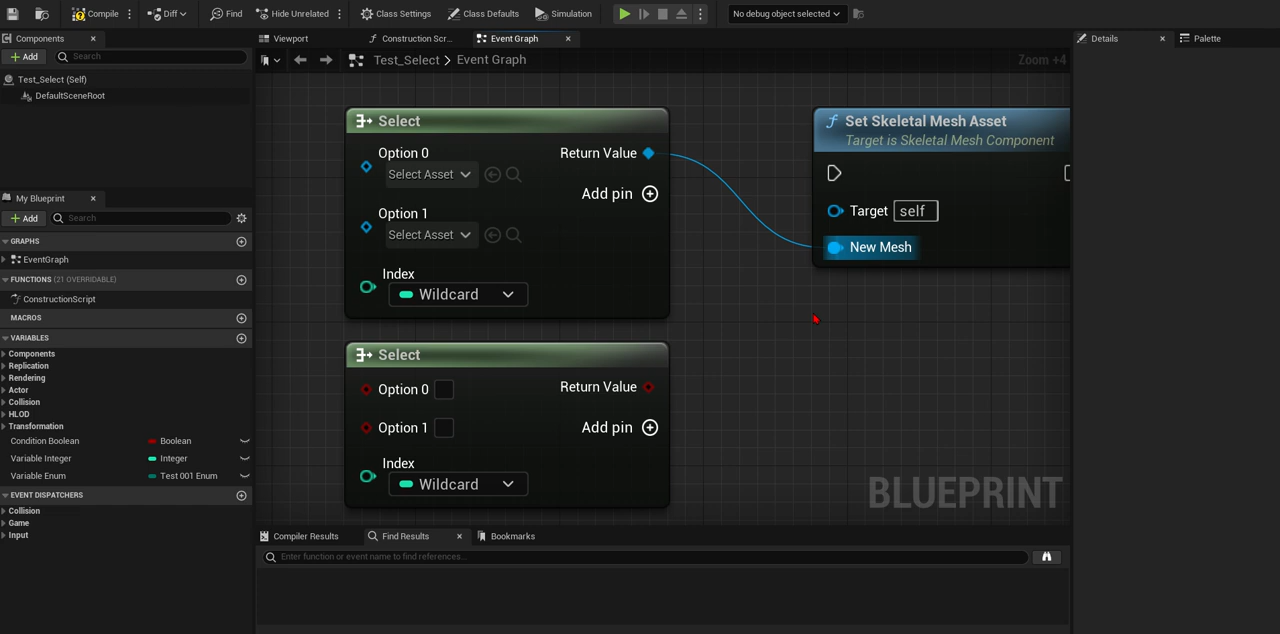 Compile
Diff
Find
Hide Unrelated
Class Settings
Class Defaults
Simulation
No debug object selected
Components
Add
Search
Test_Select (Self)
DefaultSceneRoot
My Blueprint
Add
Search
GRAPHS
EventGraph
FUNCTIONS (21 OVERRIDABLE)
ConstructionScript
MACROS
VARIABLES
Components
Replication
Rendering
Actor
Collision
HLOD
Transformation
Condition Boolean Boolean
Variable Integer Integer
Variable Enum Test 001 Enum
EVENT DISPATCHERS
Collision
Game
Input
Viewport
Construction Scr...
Event Graph
Test_Select > Event Graph
Zoom +4
Select
Option 0
Return Value
Select Asset
Add pin
Option 1
Select Asset
Index
Wildcard
Set Skeletal Mesh Asset
Target is Skeletal Mesh Component
Target self
New Mesh
Select
Option 0
Return Value
Option 1
Add pin
Index
Wildcard
BLUEPRINT
Compiler Results
Find Results
Bookmarks
Enter function or event name to find references...
Details
Palette